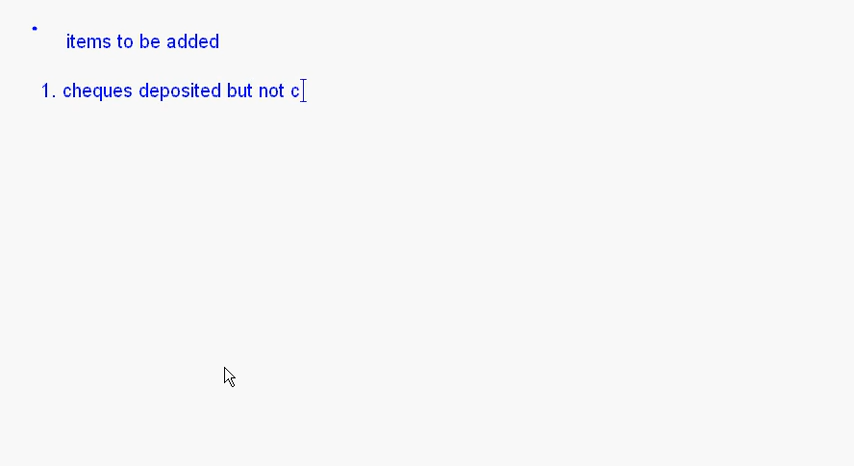 items to be added
1. cheques deposited but not c